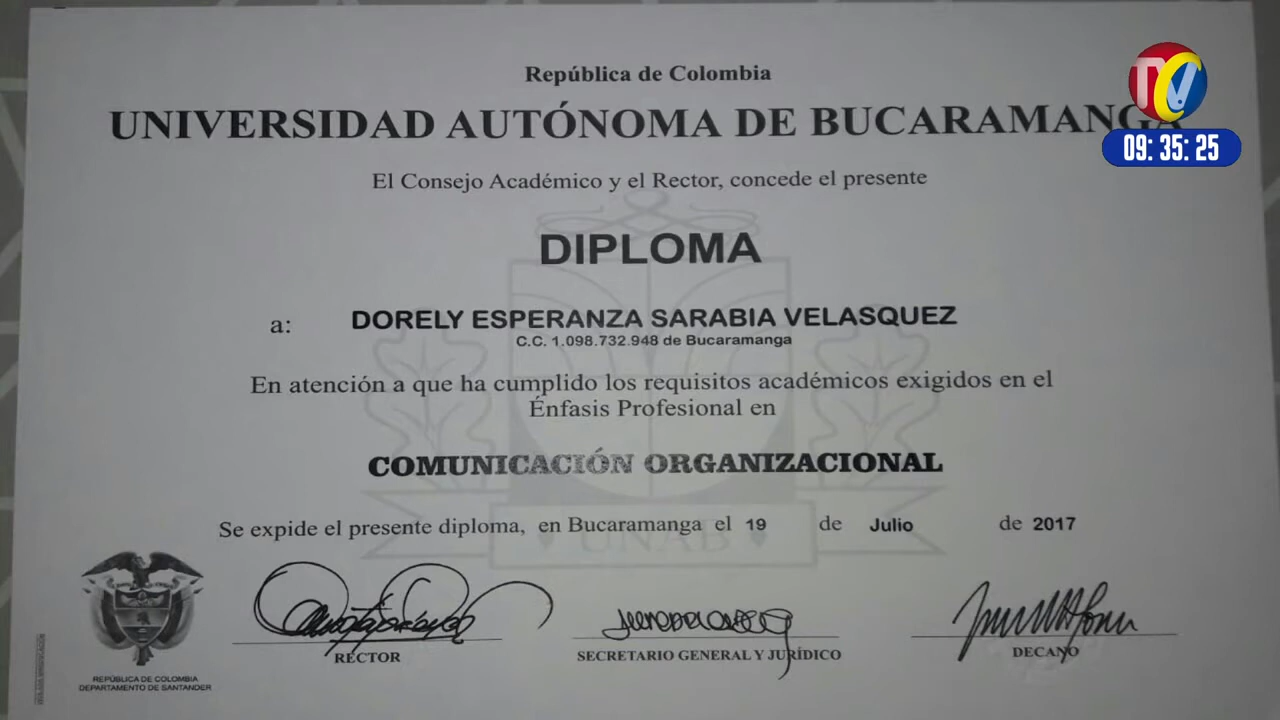 República de Colombia
UNIVERSIDAD AUTÓNOMA DE BUCARAMANGA
TVC
09: 35: 25
El Consejo Académico y el Rector, concede el presente
DIPLOMA
a: DORELY ESPERANZA SARABIA VELASQUEZ
C.C. 1.098.732.948 de Bucaramanga
En atención a que ha cumplido los requisitos académicos exigidos en el
Énfasis Profesional en
COMUNICACIÓN ORGANIZACIONAL
Se expide el presente diploma, en Bucaramanga el 19 de Julio de 2017
UNAB
RECTOR
SECRETARIO GENERAL Y JURÍDICO
DECANO
REPÚBLICA DE COLOMBIA
DEPARTAMENTO DE SANTANDER